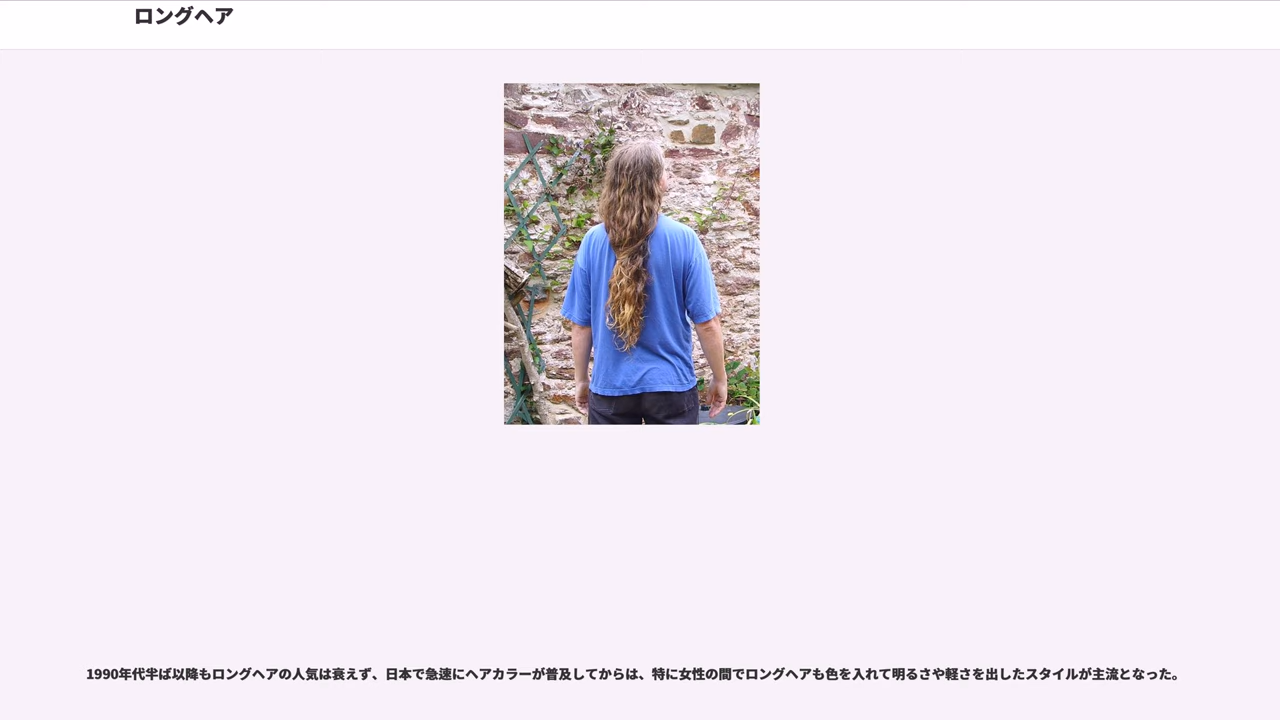 ロングヘア
1990年代半ば以降もロングヘアの人気は衰えず、日本で急速にヘアカラーが普及してからは、特に女性の間でロングヘアも色を入れて明るさや軽さを出したスタイルが主流となった。